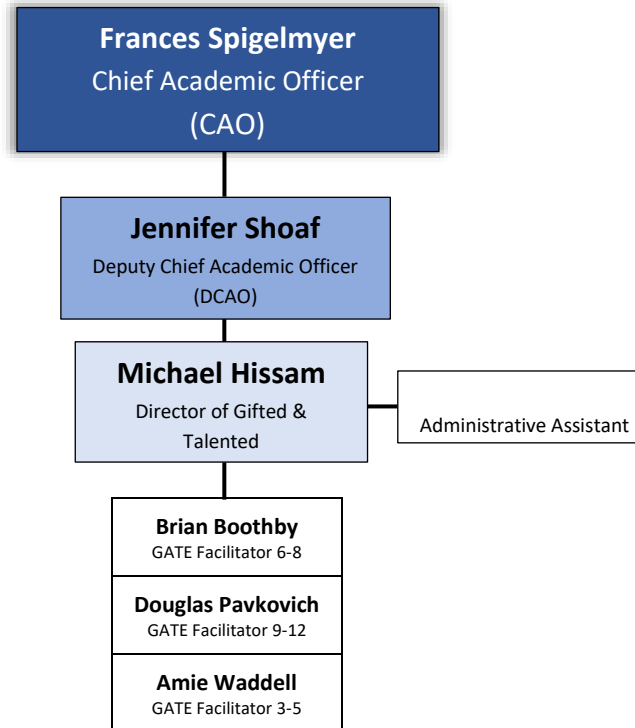 Frances Spigelmyer
Chief Academic Officer
(CAO)
Jennifer Shoaf
Deputy Chief Academic Officer
(DCAO)
Michael Hissam
Director of Gifted &
Talented
Administrative Assistant
Brian Boothby
GATE Facilitator 6-8
Douglas Pavkovich
GATE Facilitator 9-12
Amie Waddell
GATE Facilitator 3-5